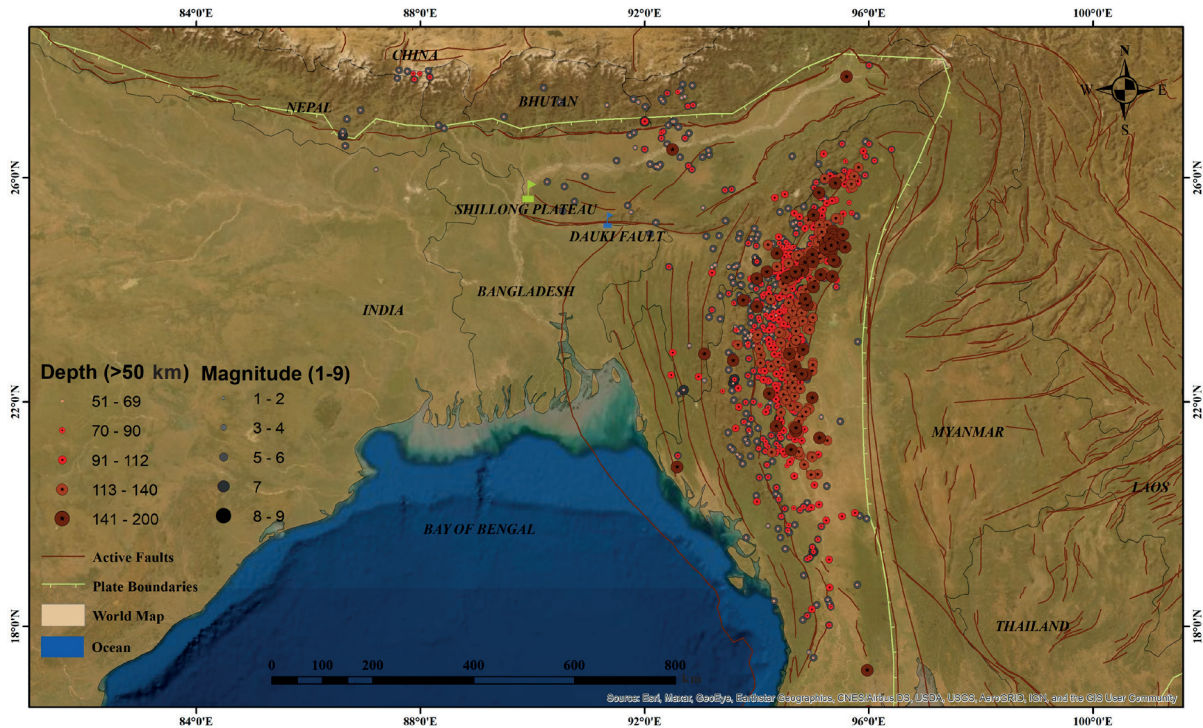 84°0'E 88°0'E 92°0'E 96°0'E 100°0'E
CHINA
N
W E
S
NEPAL
BHUTAN
26°0'N 26°0'N
SHILLONG PLATEAU
DAUKI FAULT
BANGLADESH
INDIA
Depth (>50 km) Magnitude (1-9)
51 - 69 1 - 2
70 - 90 3 - 4
91 - 112 5 - 6
113 - 140 7
141 - 200 8 - 9
22°0'N 22°0'N
MYANMAR
LAOS
BAY OF BENGAL
Active Faults
Plate Boundaries
World Map
Ocean
18°0'N 18°0'N
THAILAND
0 100 200 400 600 800
KM
Source: Esri, Maxar, GeoEye, Earthstar Geographics, CNES/Airbus DS, USDA, USGS, AeroGRID, IGN, and the GIS User Community
84°0'E 88°0'E 92°0'E 96°0'E 100°0'E